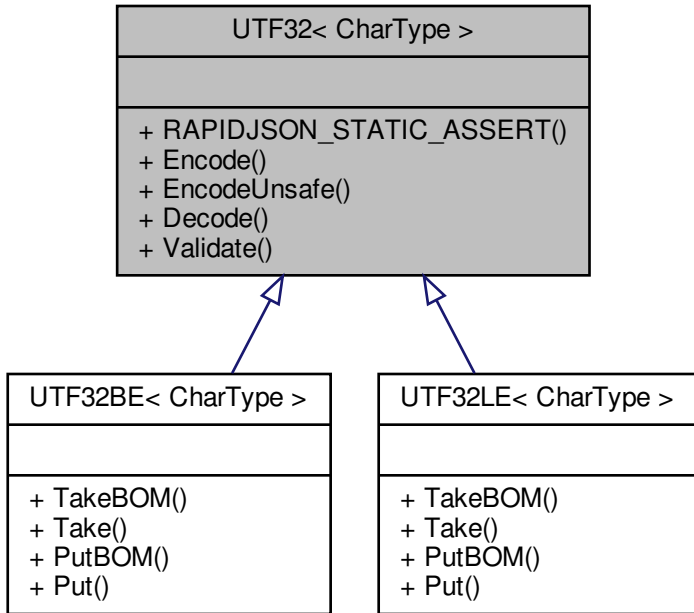 UTF32< CharType >
+ RAPIDJSON_STATIC_ASSERT()
+ Encode()
+ EncodeUnsafe()
+ Decode()
+ Validate()
UTF32BE< CharType >
+ TakeBOM()
+ Take()
+ PutBOM()
+ Put()
UTF32LE< CharType >
+ TakeBOM()
+ Take()
+ PutBOM()
+ Put()